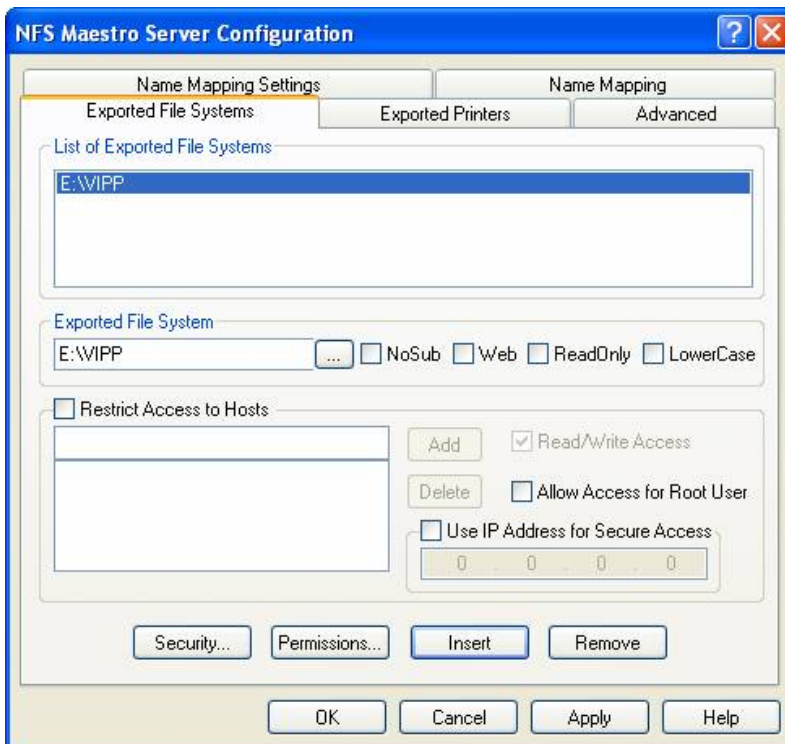 NFS Maestro Server Configuration
Name Mapping Settings Name Mapping
Exported File Systems Exported Printers Advanced
List of Exported File Systems
E:\VIPP
Exported File System
E:\VIPP ... NoSub Web ReadOnly LowerCase
Restrict Access to Hosts
Add Read/Write Access
Delete Allow Access for Root User
Use IP Address for Secure Access
0 . 0 . 0 . 0
Security... Permissions... Insert Remove
OK Cancel Apply Help